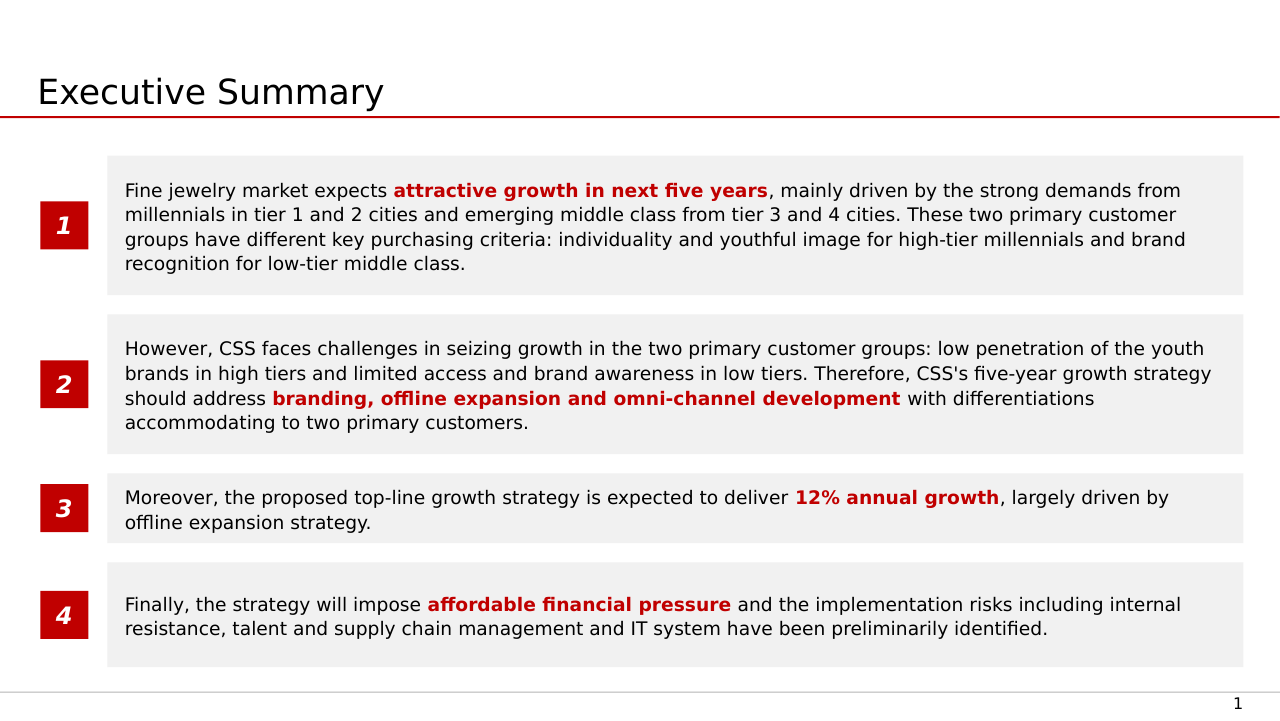 Executive Summary
1
Fine jewelry market expects attractive growth in next five years, mainly driven by the strong demands from
millennials in tier 1 and 2 cities and emerging middle class from tier 3 and 4 cities. These two primary customer
groups have different key purchasing criteria: individuality and youthful image for high-tier millennials and brand
recognition for low-tier middle class.
2
However, CSS faces challenges in seizing growth in the two primary customer groups: low penetration of the youth
brands in high tiers and limited access and brand awareness in low tiers. Therefore, CSS's five-year growth strategy
should address branding, offline expansion and omni-channel development with differentiations
accommodating to two primary customers.
3
Moreover, the proposed top-line growth strategy is expected to deliver 12% annual growth, largely driven by
offline expansion strategy.
4
Finally, the strategy will impose affordable financial pressure and the implementation risks including internal
resistance, talent and supply chain management and IT system have been preliminarily identified.
1